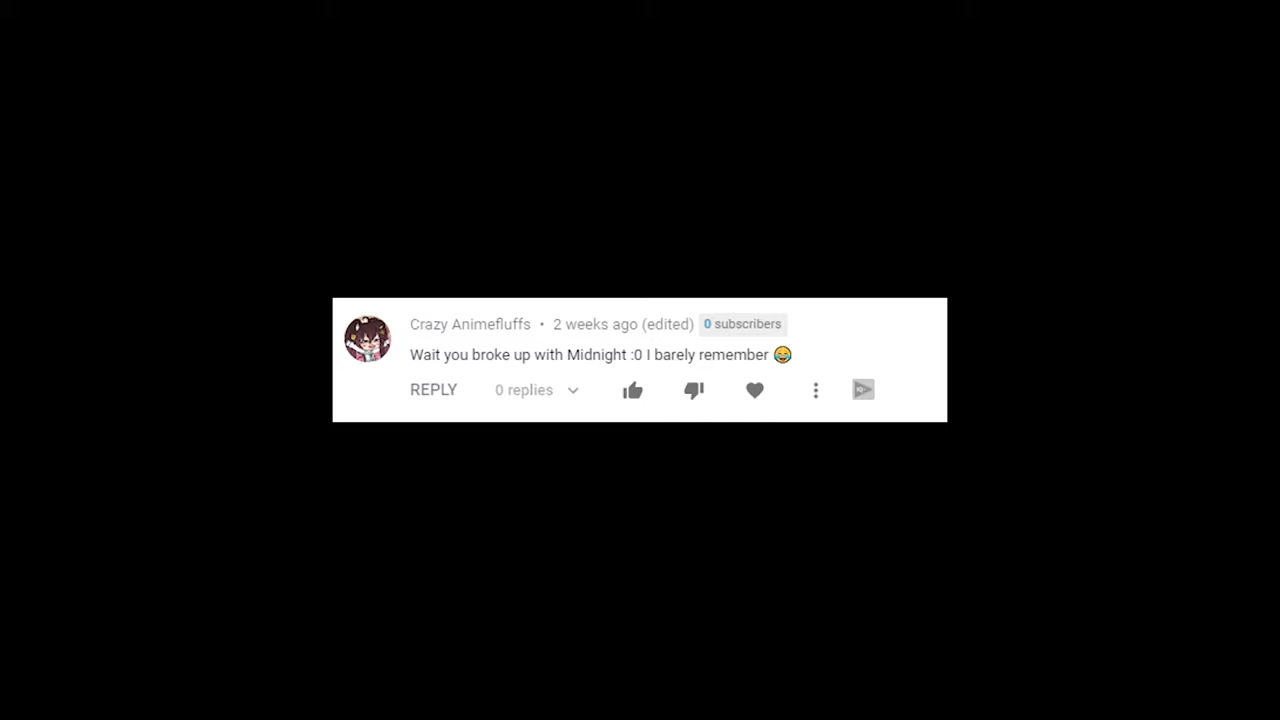 Crazy Animefluffs • 2 weeks ago (edited) 0 subscribers
Wait you broke up with Midnight :0 I barely remember 😂
REPLY 0 replies